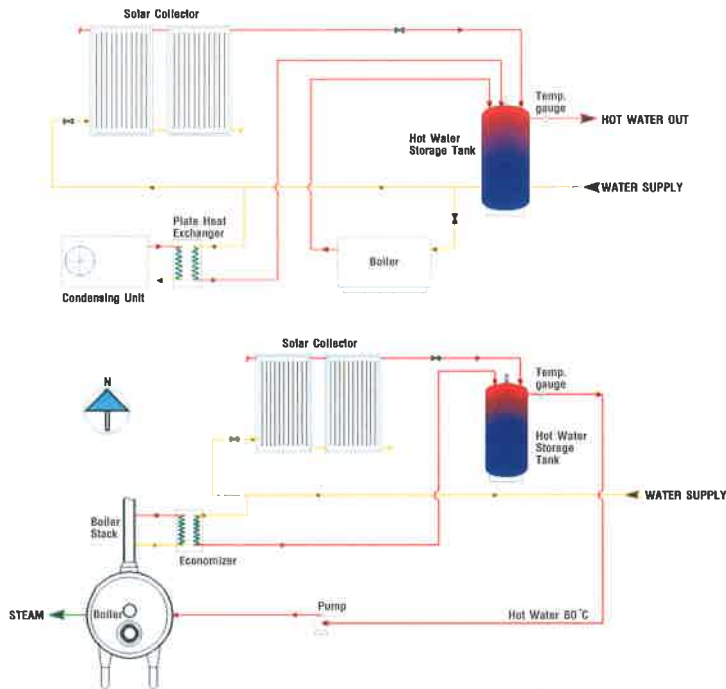 Solar Collector
Temp.
gauge
HOT WATER OUT
Hot Water
Storage Tank
WATER SUPPLY
Plate Heat
Exchanger
Boiler
Condensing Unit
Solar Collector
Temp.
gauge
N
Hot Water
Storage
Tank
WATER SUPPLY
Boiler
Stack
Economizer
Pump
STEAM
Boiler
Hot Water 80°C